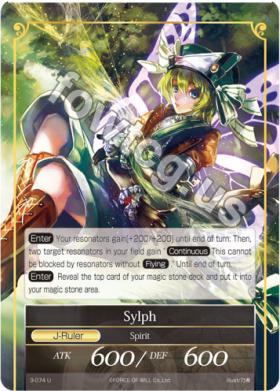 fowtcg.us
Enter Your resonators gain[+200/+200] until end of turn. Then,
two target resonators in your field gain " Continuous This cannot
be blocked by resonators without Flying ." Until end of turn.
Enter Reveal the top card of your magic stone deck and put it into
your magic stone area.
Sylph
J-Ruler
Spirit
ATK 600 / DEF 600
3-074 U
©FORCE OF WILL Co.,Ltd.